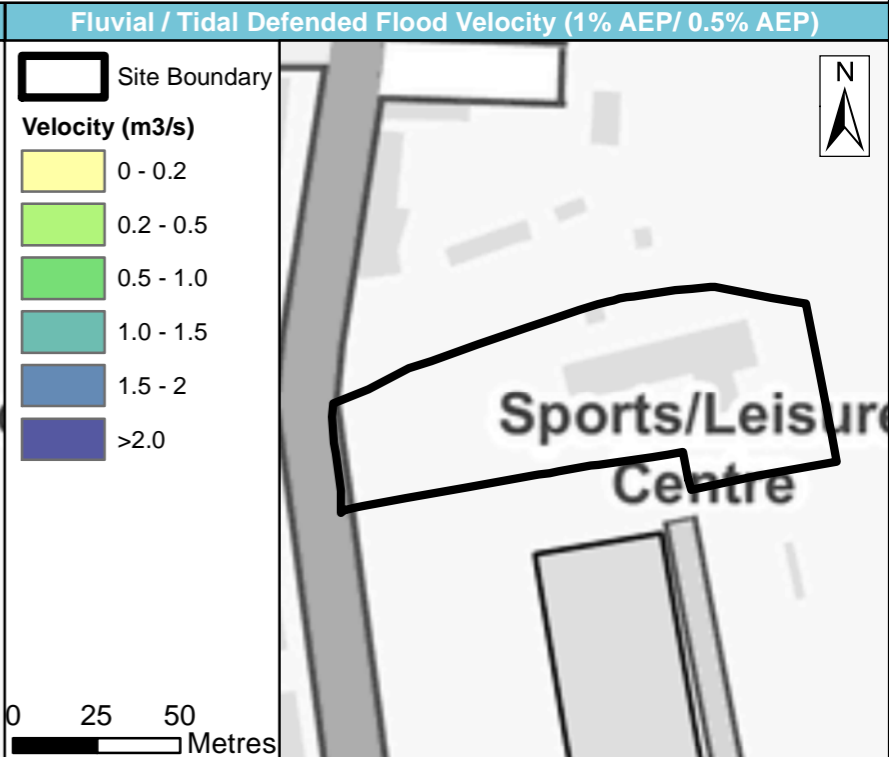 Fluvial / Tidal Defended Flood Velocity (1% AEP/ 0.5% AEP)
Site Boundary
Velocity (m3/s)
0 - 0.2
0.2 - 0.5
0.5 - 1.0
1.0 - 1.5
1.5 - 2
>2.0
0 25 50
Metres
N
Sports/Leisure
Centre